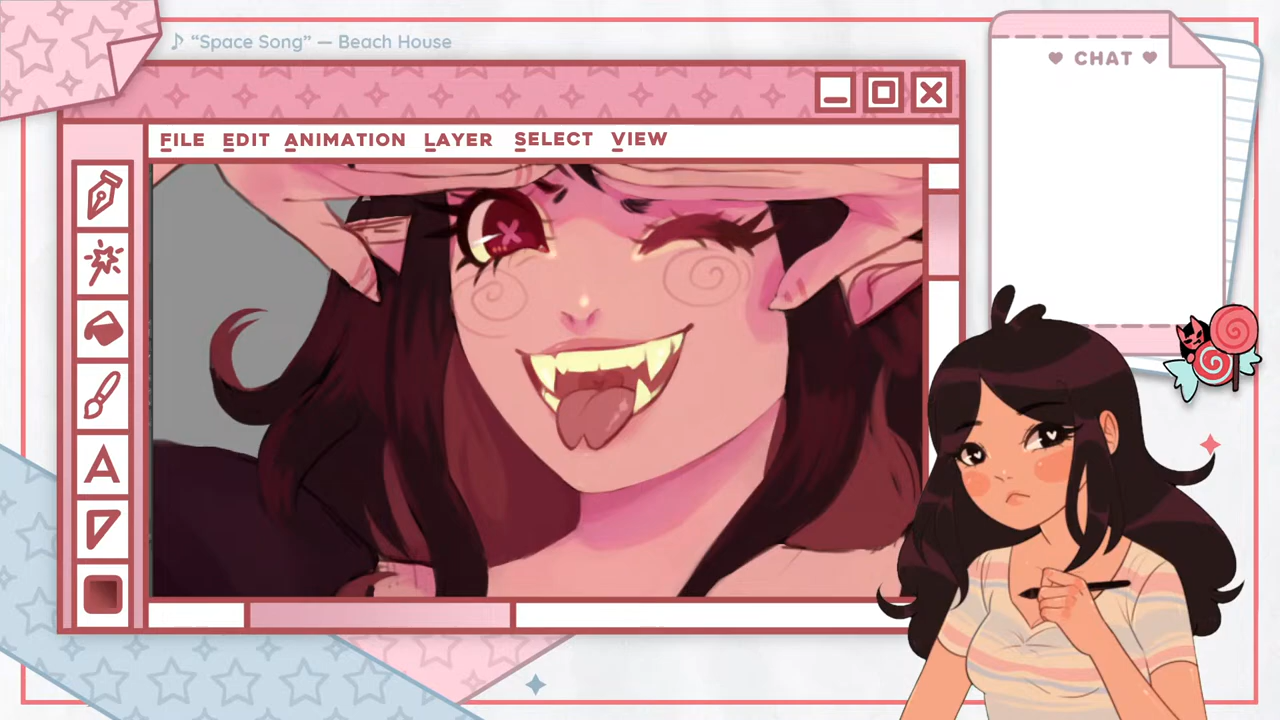 ♪ “Space Song” — Beach House
♥ CHAT ♥
FILE EDIT ANIMATION LAYER SELECT VIEW
A